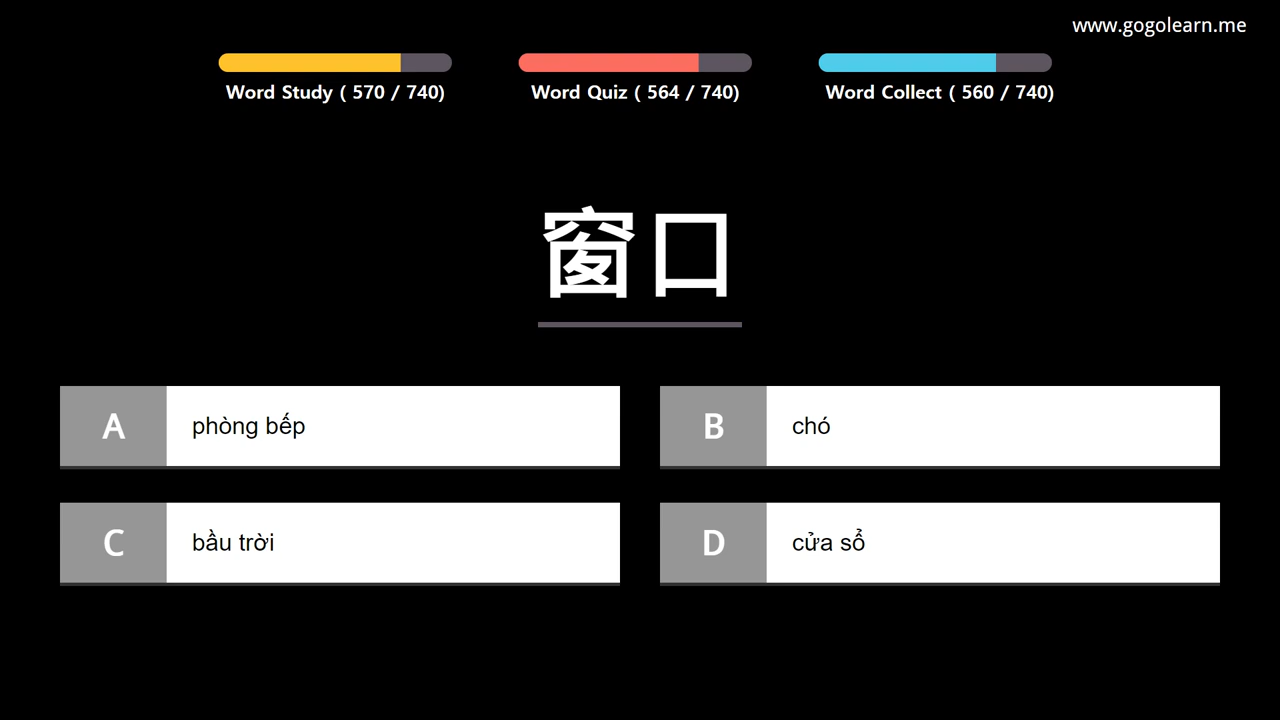 www.gogolearn.me
Word Study ( 570 / 740)
Word Quiz ( 564 / 740)
Word Collect ( 560 / 740)
窗口
A phòng bếp
B chó
C bầu trời
D cửa sổ